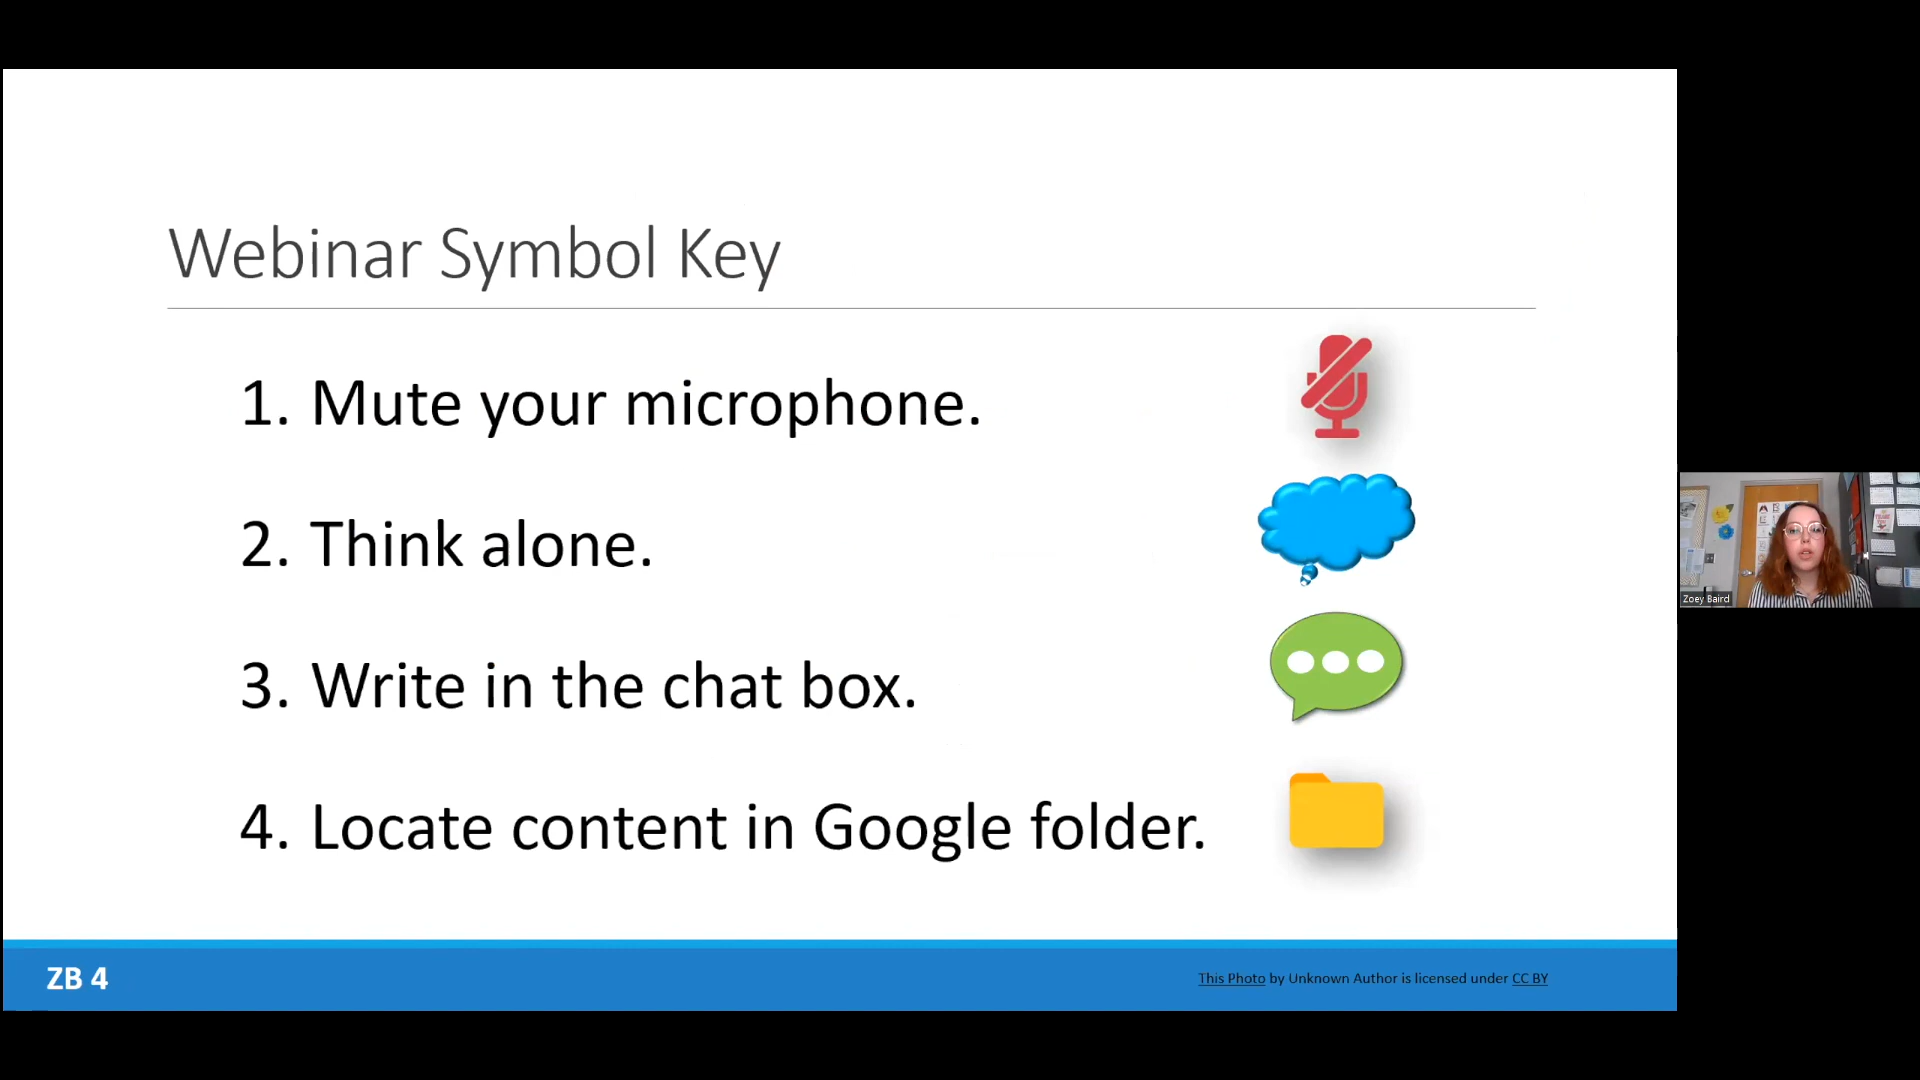 Webinar Symbol Key
1. Mute your microphone.
2. Think alone.
3. Write in the chat box.
4. Locate content in Google folder.
ZB 4
This Photo by Unknown Author is licensed under CC BY
Zoey Baird